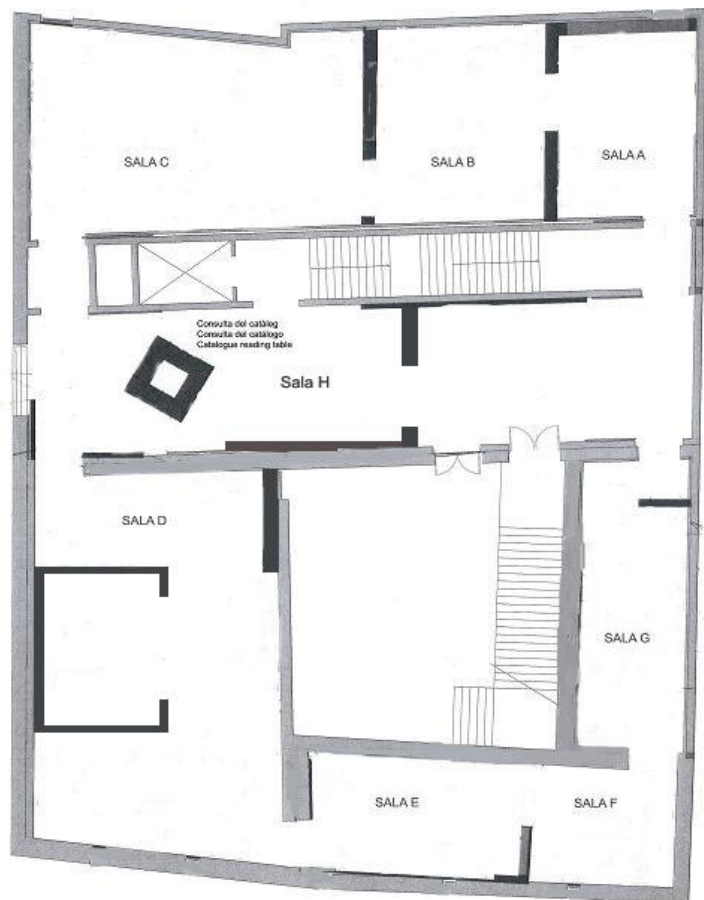 SALA C
SALA B
SALA A
Consulta del catàleg
Consulta del catálogo
Catalogue reading table
Sala H
SALA D
SALA G
SALA E
SALA F